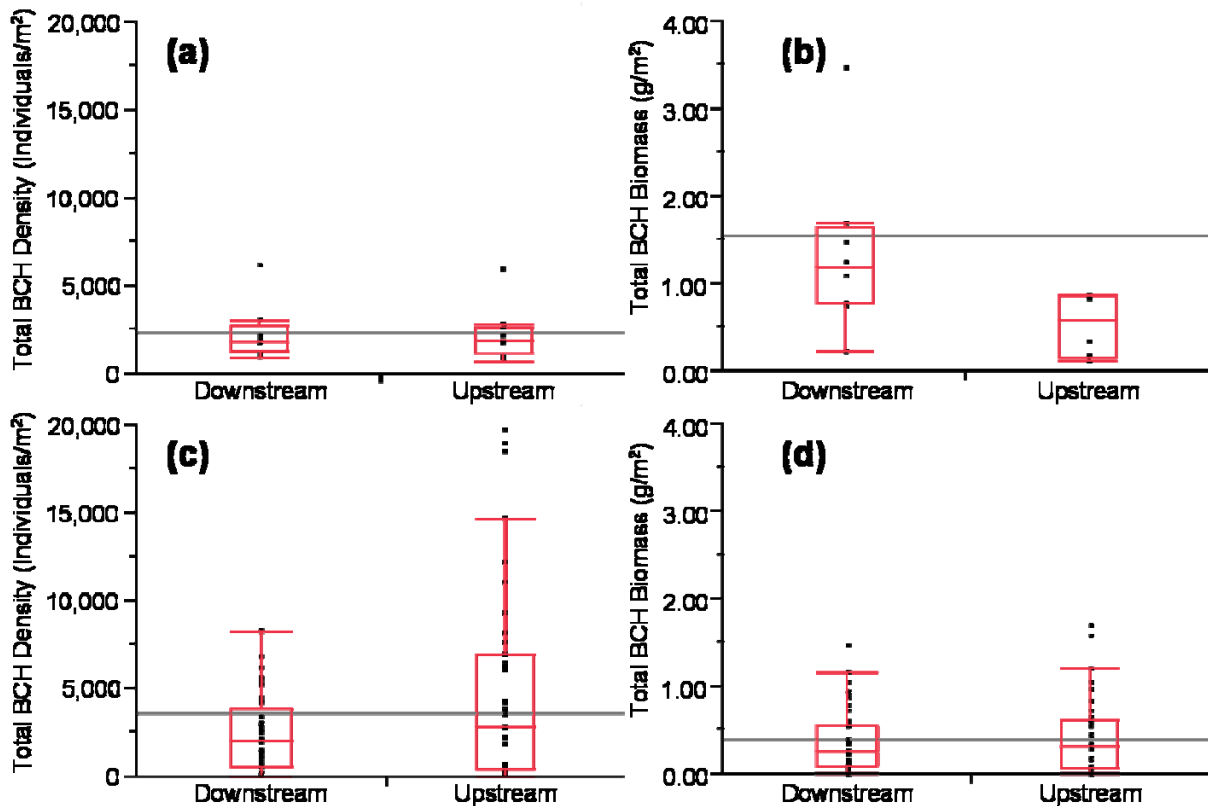 Total BCH Density (Individuals/m²)
20,000
15,000
10,000
5,000
0
(a)
Downstream
Upstream
Total BCH Biomass (g/m²)
4.00
3.00
2.00
1.00
0.00
(b)
Downstream
Upstream
Total BCH Density (Individuals/m²)
20,000
15,000
10,000
5,000
0
(c)
Downstream
Upstream
Total BCH Biomass (g/m²)
4.00
3.00
2.00
1.00
0.00
(d)
Downstream
Upstream